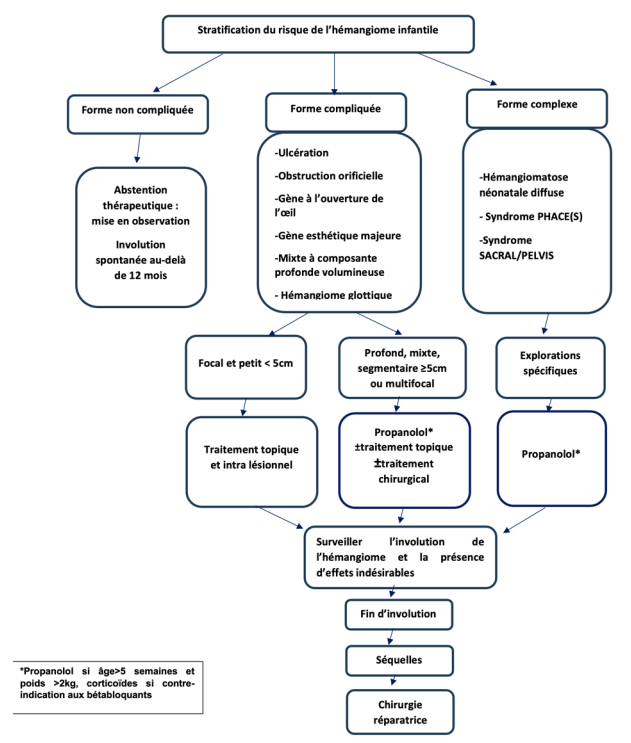 Stratification du risque de l'hémangiome infantile
Forme non compliquée
Forme compliquée
Forme complexe
Abstention
thérapeutique :
mise en observation
Involution
spontanée au-delà
de 12 mois
-Ulcération
-Obstruction orificielle
-Gêne à l'ouverture de
l'œil
-Gêne esthétique majeure
-Mixte à composante
profonde volumineuse
- Hémangiome glottique
-Hémangiomatose
néonatale diffuse
- Syndrome PHACE(S)
-Syndrome
SACRAL/PELVIS
Focal et petit < 5cm
Profond, mixte,
segmentaire ≥5cm
ou multifocal
Explorations
spécifiques
Traitement topique
et intra lésionnel
Propanolol*
±traitement topique
±traitement
chirurgical
Propanolol*
Surveiller l'involution de
l'hémangiome et la présence
d'effets indésirables
Fin d'involution
Séquelles
Chirurgie
réparatrice
*Propanolol si âge>5 semaines et
poids >2kg, corticoïdes si contre-
indication aux bétabloquants